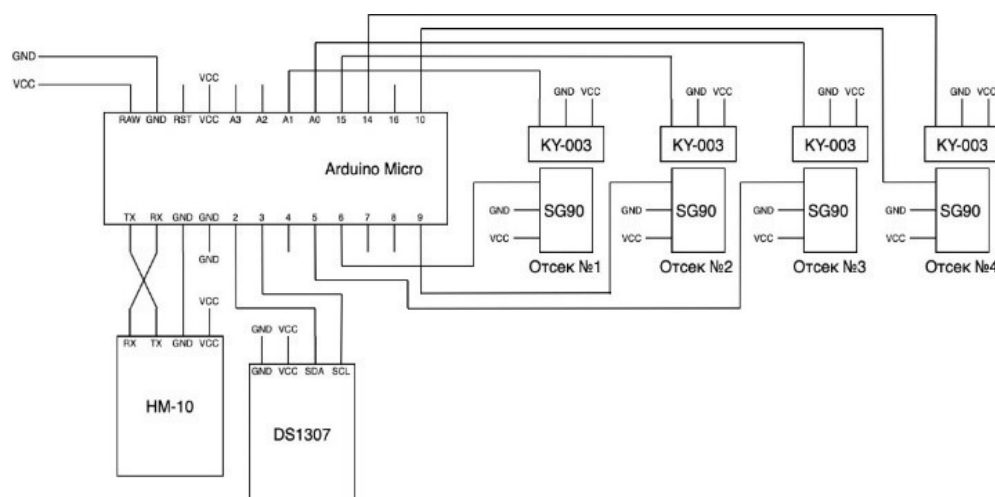 GND
VCC
VCC
RAW GND RST VCC A3 A2 A1 A0 15 14 16 10
Arduino Micro
TX RX GND GND 2 3 4 5 6 7 8 9
GND
VCC
RX TX GND VCC
HM-10
GND VCC
GND VCC SDA SCL
DS1307
GND VCC
KY-003
GND
SG90
VCC
Отсек №1
GND VCC
KY-003
GND
SG90
VCC
Отсек №2
GND VCC
KY-003
GND
SG90
VCC
Отсек №3
GND VCC
KY-003
GND
SG90
VCC
Отсек №4